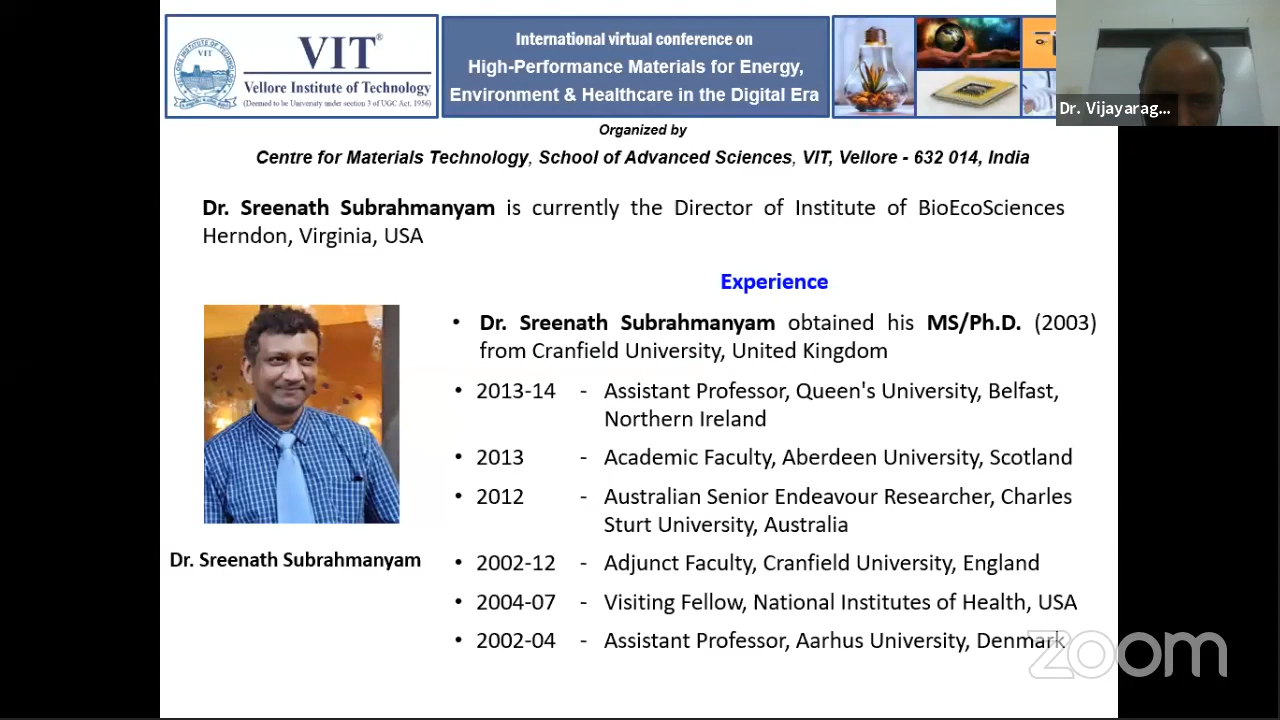 VIT®
Vellore Institute of Technology
(Deemed to be University under section 3 of UGC Act, 1956)
VIT
International virtual conference on
High-Performance Materials for Energy,
Environment & Healthcare in the Digital Era
Dr. Vijayarag...
Organized by
Centre for Materials Technology, School of Advanced Sciences, VIT, Vellore - 632 014, India
Dr. Sreenath Subrahmanyam is currently the Director of Institute of BioEcoSciences
Herndon, Virginia, USA
Experience
• Dr. Sreenath Subrahmanyam obtained his MS/Ph.D. (2003)
from Cranfield University, United Kingdom
• 2013-14 - Assistant Professor, Queen's University, Belfast,
Northern Ireland
• 2013 - Academic Faculty, Aberdeen University, Scotland
• 2012 - Australian Senior Endeavour Researcher, Charles
Sturt University, Australia
• 2002-12 - Adjunct Faculty, Cranfield University, England
• 2004-07 - Visiting Fellow, National Institutes of Health, USA
• 2002-04 - Assistant Professor, Aarhus University, Denmark
Dr. Sreenath Subrahmanyam
zoom